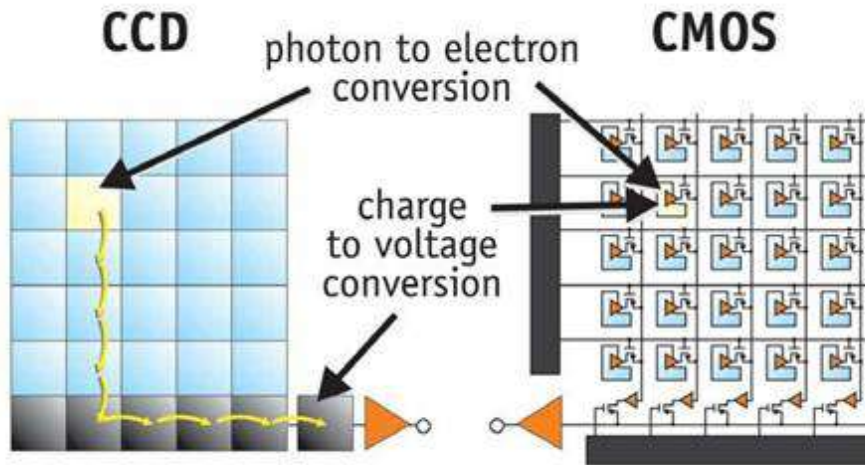 CCD
CMOS
photon to electron
conversion
charge
to voltage
conversion